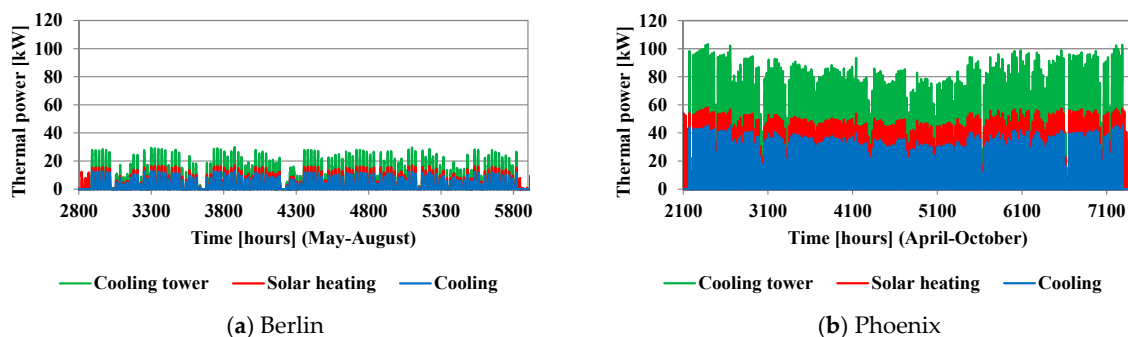 Thermal power [kW]
120
100
80
60
40
20
0
2800 3300 3800 4300 4800 5300 5800
Time [hours] (May-August)
Cooling tower Solar heating Cooling
(a) Berlin
Thermal power [kW]
120
100
80
60
40
20
0
2100 3100 4100 5100 6100 7100
Time [hours] (April-October)
Cooling tower Solar heating Cooling
(b) Phoenix